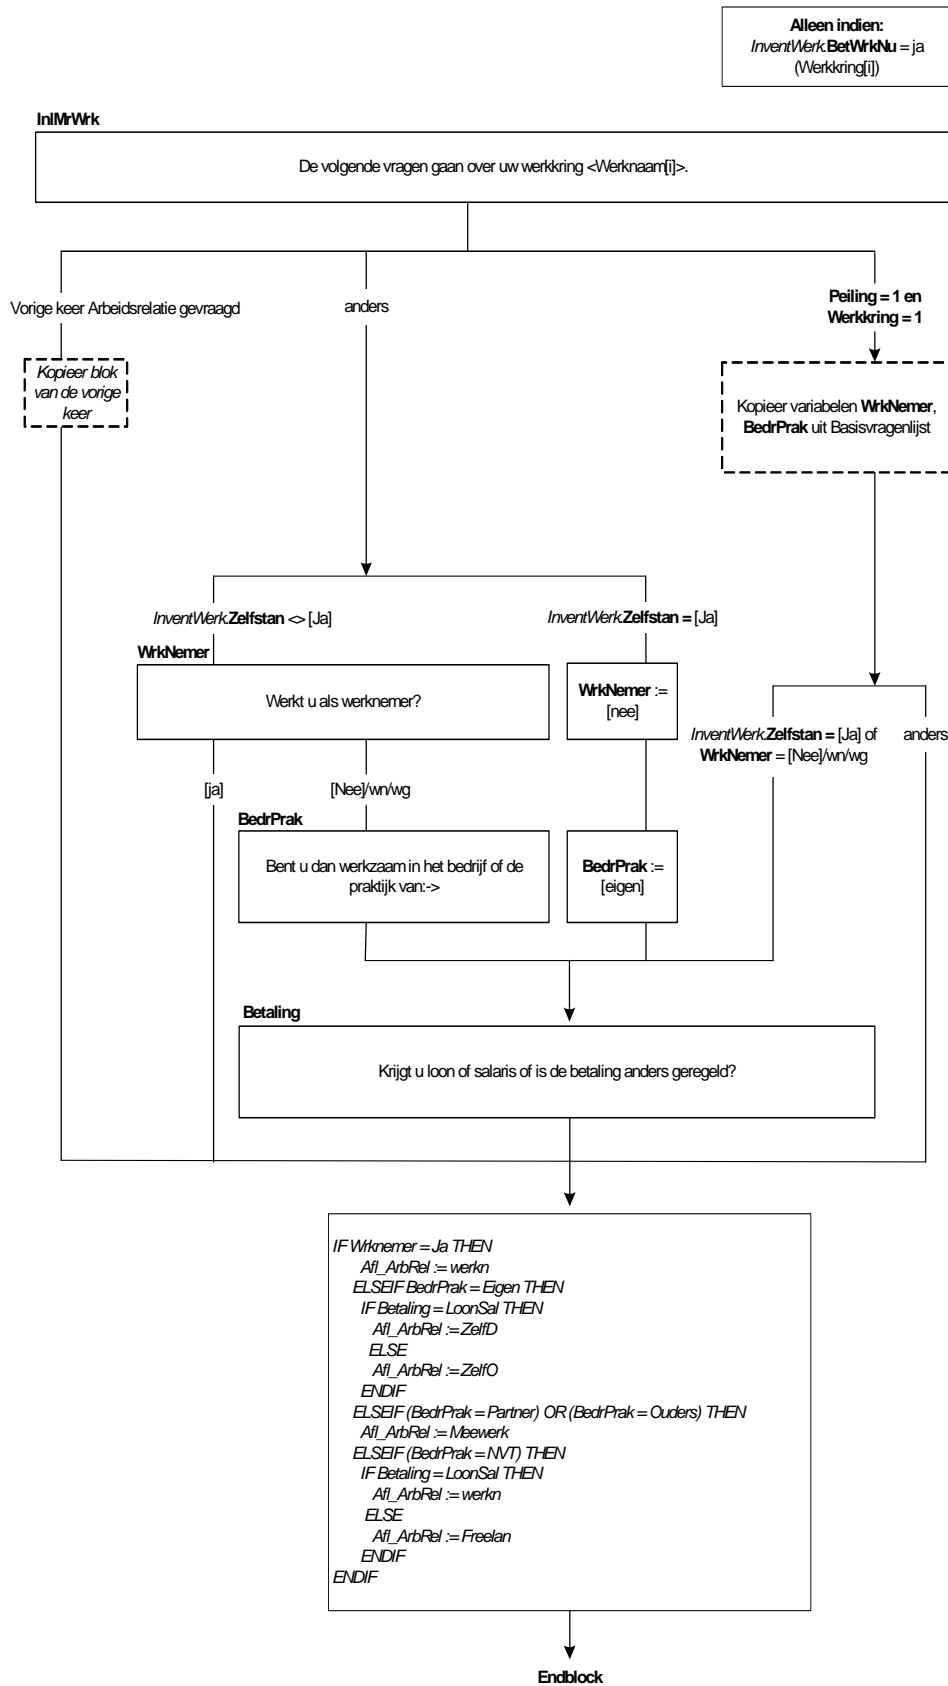 Alleen indien:
InventWerk.BetWrkNu = ja
(Werkkring[i])
InlMrWrk
De volgende vragen gaan over uw werkkring <Werknaam[i]>.
Vorige keer Arbeidsrelatie gevraagd
anders
Peiling = 1 en
Werkkring = 1
Kopieer blok
van de vorige
keer
Kopieer variabelen WrkNemer,
BedrPrak uit Basisvragenlijst
InventWerk.Zelfstan <> [Ja]
InventWerk.Zelfstan = [Ja]
WrkNemer
Werkt u als werknemer?
WrkNemer :=
[nee]
InventWerk.Zelfstan = [Ja] of
WrkNemer = [Nee]/wn/wg
anders
[ja]
[Nee]/wn/wg
BedrPrak
Bent u dan werkzaam in het bedrijf of de
praktijk van:->
BedrPrak :=
[eigen]
Betaling
Krijgt u loon of salaris of is de betaling anders geregeld?
IF Wrknemer = Ja THEN
Afl_ArbRel := werkn
ELSEIF BedrPrak = Eigen THEN
IF Betaling = LoonSal THEN
Afl_ArbRel := ZelfD
ELSE
Afl_ArbRel := ZelfO
ENDIF
ELSEIF (BedrPrak = Partner) OR (BedrPrak = Ouders) THEN
Afl_ArbRel := Meewerk
ELSEIF (BedrPrak = NVT) THEN
IF Betaling = LoonSal THEN
Afl_ArbRel := werkn
ELSE
Afl_ArbRel := Freelan
ENDIF
ENDIF
Endblock